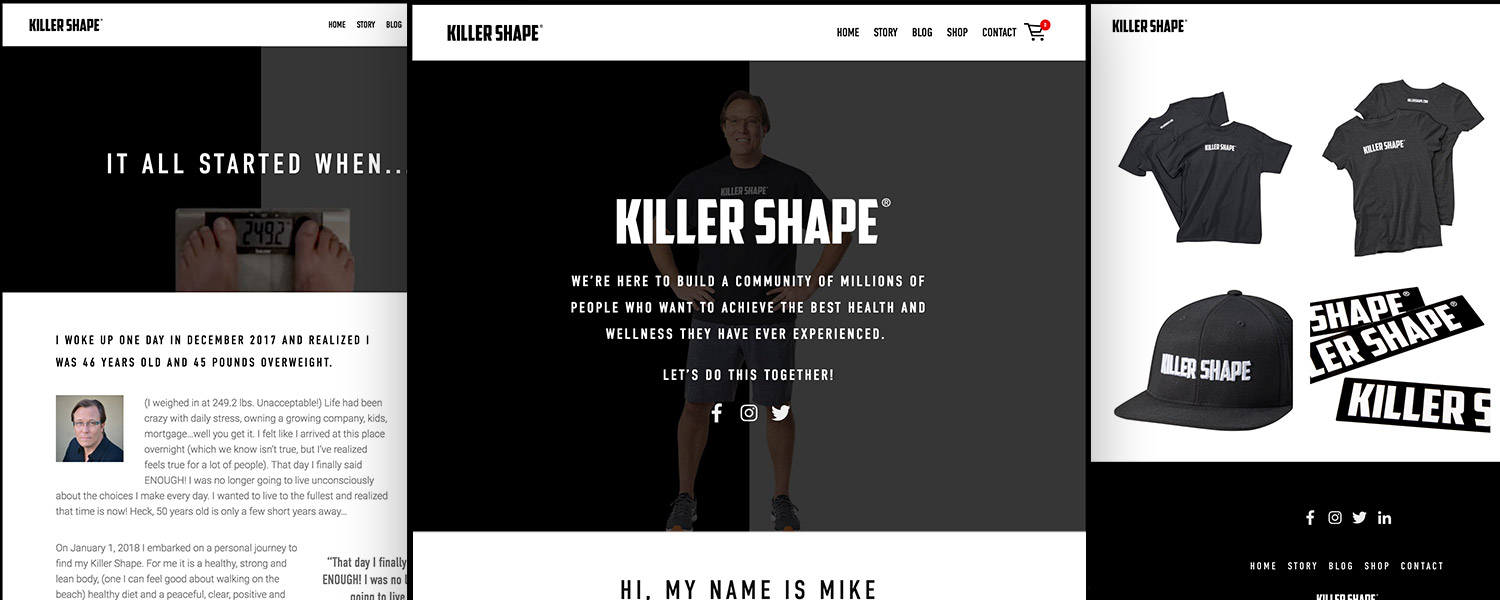 KILLER SHAPE®
HOME STORY BLOG
IT ALL STARTED WHEN...
249.2
I WOKE UP ONE DAY IN DECEMBER 2017 AND REALIZED I
WAS 46 YEARS OLD AND 45 POUNDS OVERWEIGHT.
(I weighed in at 249.2 lbs. Unacceptable!) Life had been
crazy with daily stress, owning a growing company, kids,
mortgage...well you get it. I felt like I arrived at this place
overnight (which we know isn't true, but I've realized
feels true for a lot of people). That day I finally said
ENOUGH! I was no longer going to live unconsciously
about the choices I make every day. I wanted to live to the fullest and realized
that time is now! Heck, 50 years old is only a few short years away...
On January 1, 2018 I embarked on a personal journey to
find my Killer Shape. For me it is a healthy, strong and
lean body, (one I can feel good about walking on the
beach) healthy diet and a peaceful, clear, positive and
“That day I finally
ENOUGH! I was no
going to live
KILLER SHAPE®
HOME STORY BLOG SHOP CONTACT
KILLER SHAPE
KILLER SHAPE®
WE'RE HERE TO BUILD A COMMUNITY OF MILLIONS OF
PEOPLE WHO WANT TO ACHIEVE THE BEST HEALTH AND
WELLNESS THEY HAVE EVER EXPERIENCED.
LET'S DO THIS TOGETHER!
HI, MY NAME IS MIKE
KILLER SHAPE®
KILLER SHAPE
KILLERSHAPE.COM
KILLER SHAPE
KILLER SHAPE
SHAPE®
LER SHAPE®
KILLER S
HOME STORY BLOG SHOP CONTACT
KILLER SHAPE